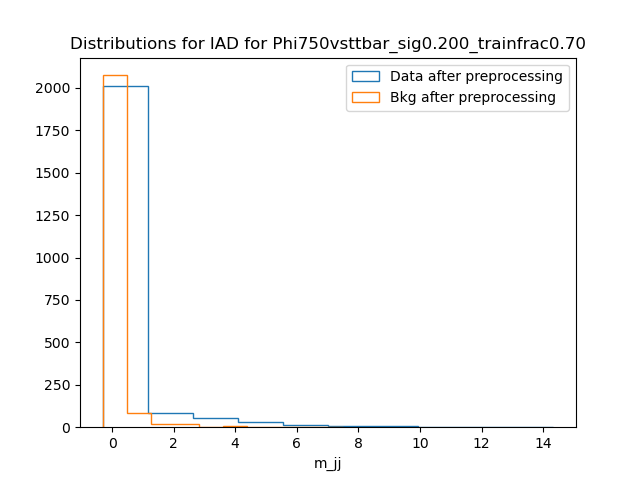 Distributions for IAD for Phi750vsttbar_sig0.200_trainfrac0.70
Data after preprocessing
Bkg after preprocessing
2000
1750
1500
1250
1000
750
500
250
0
0 2 4 6 8 10 12 14
m_jj